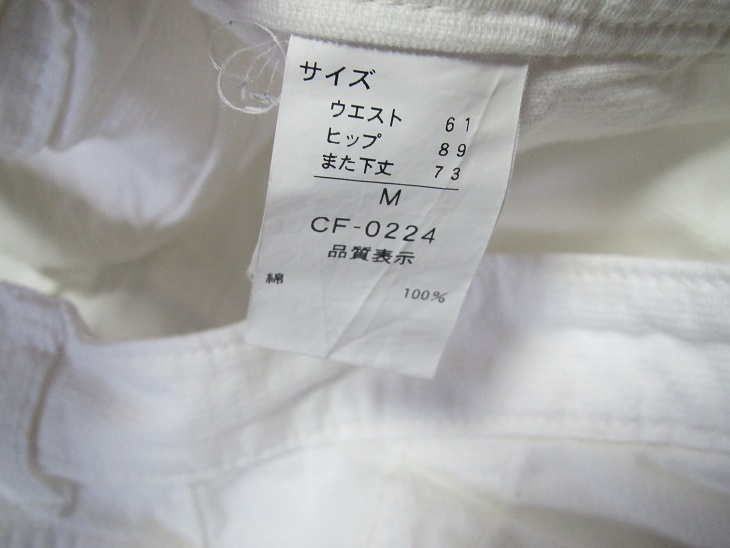 サイズ
ウエスト 61
ヒップ 89
また下丈 73
M
CF-0224
品質表示
綿 100%